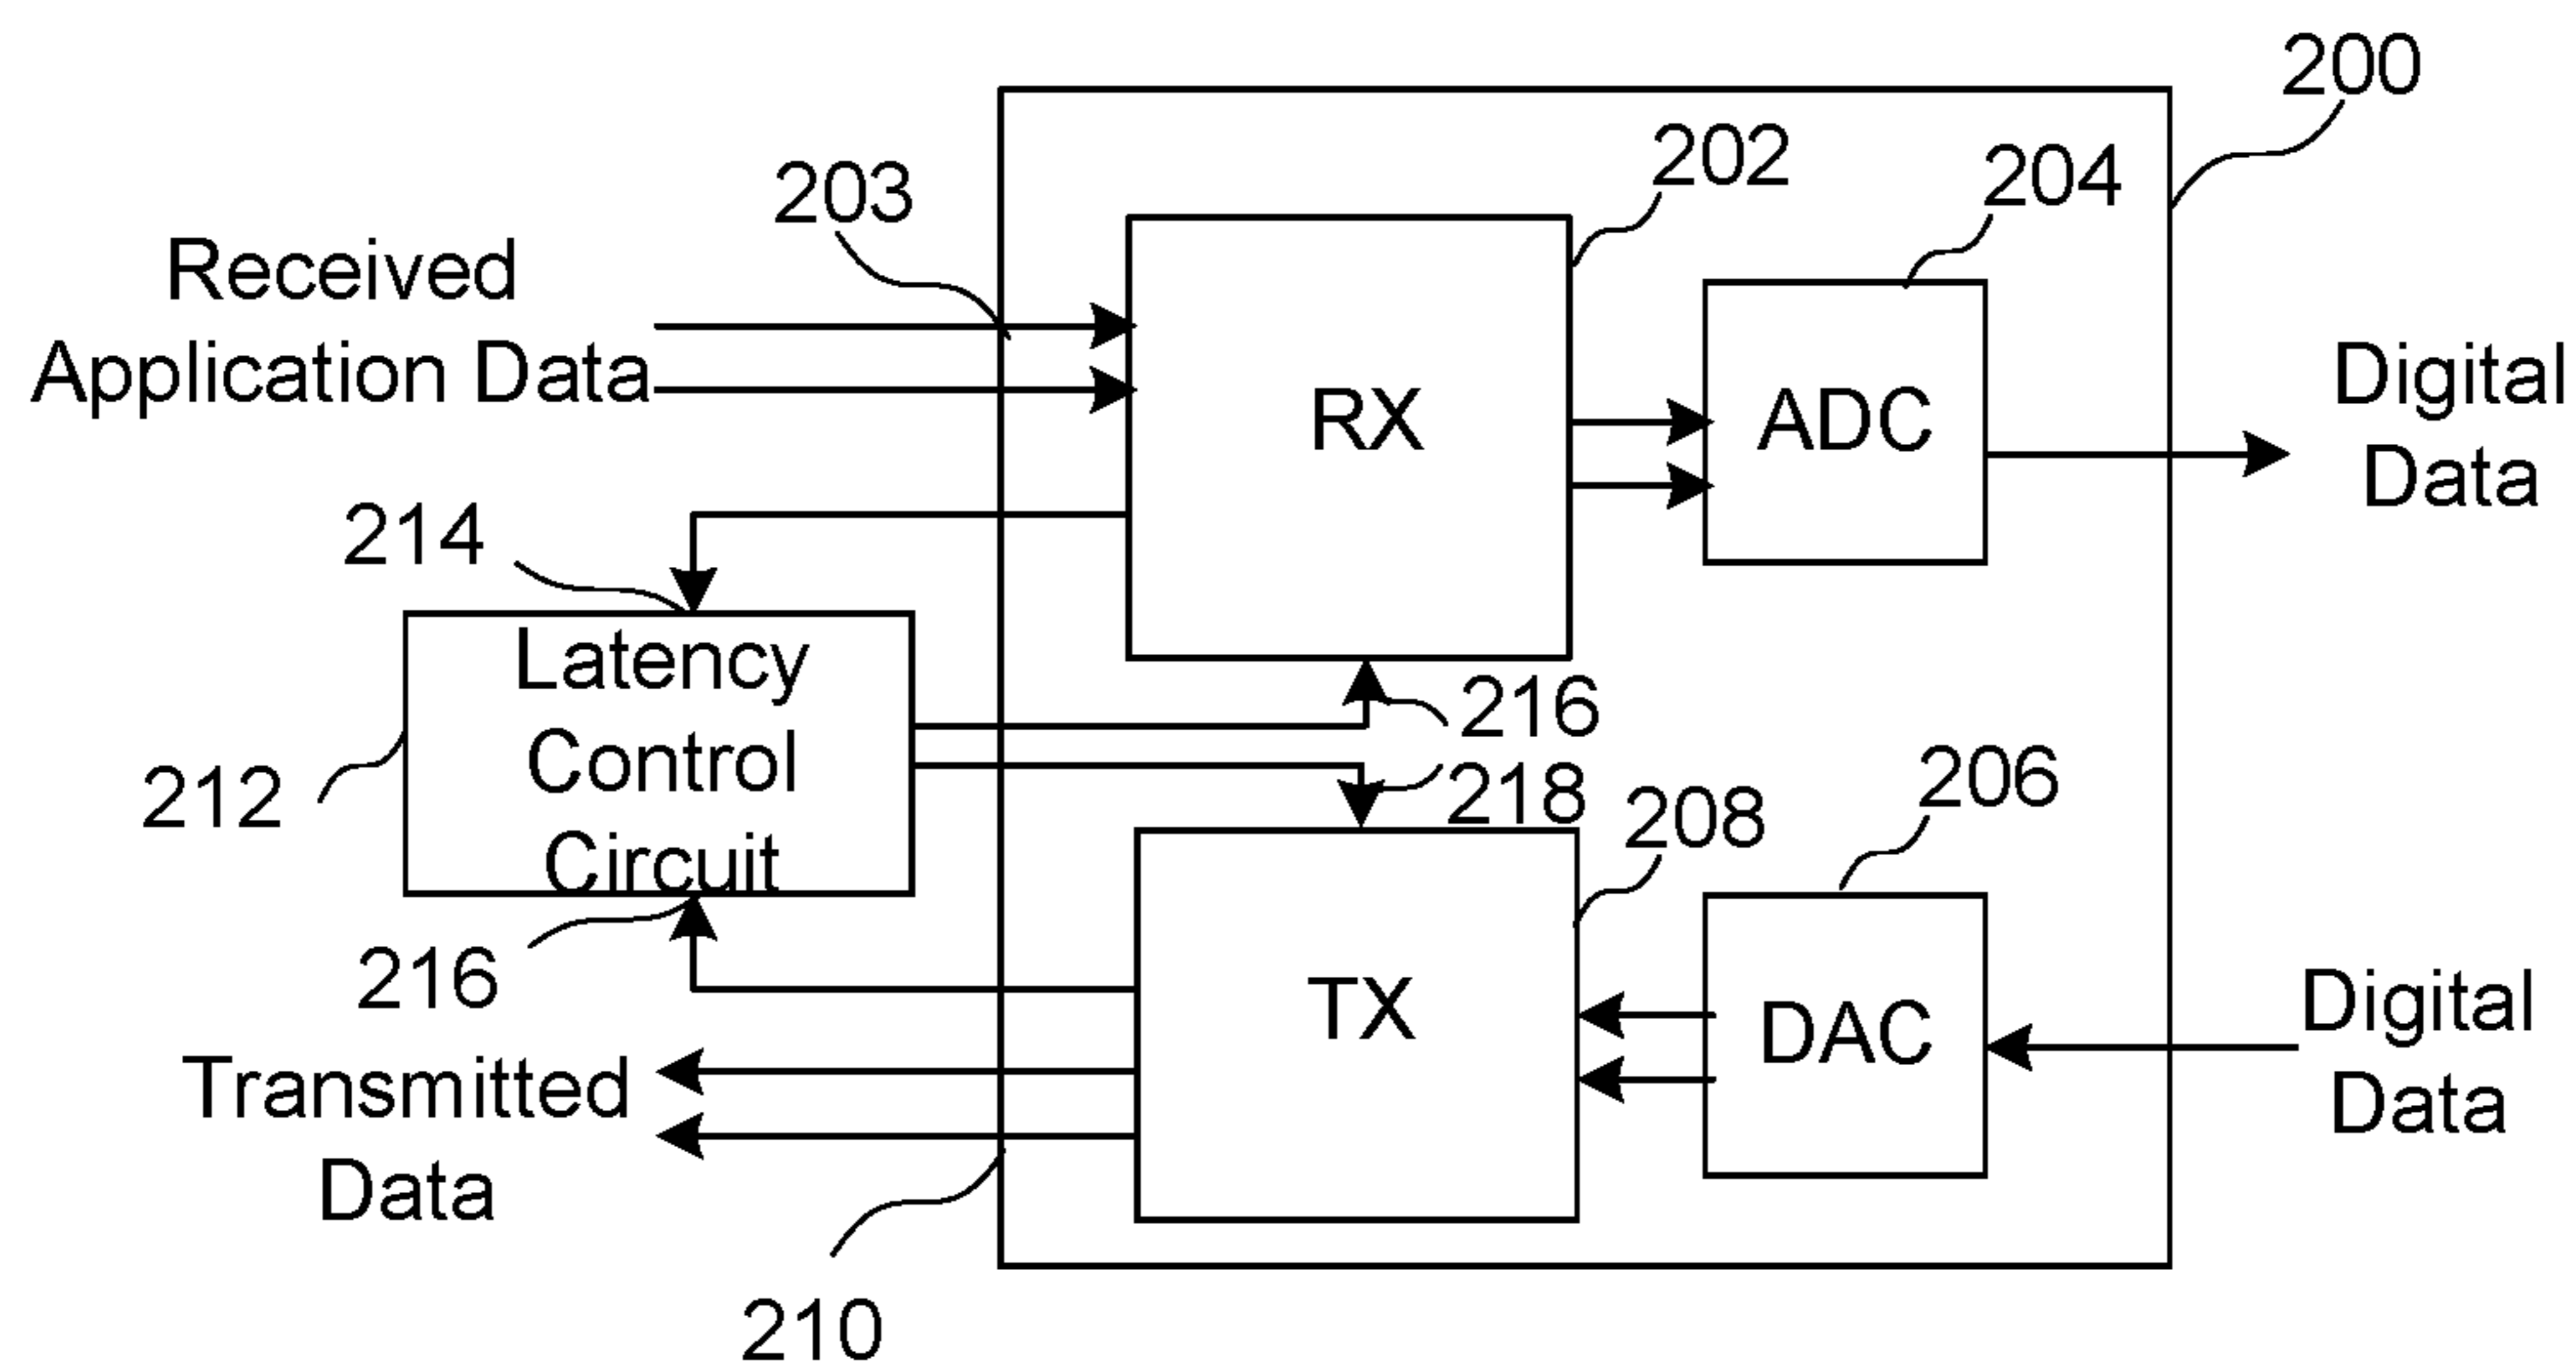 200
202
204
203
Received
Application Data
RX
ADC
Digital
Data
214
Latency
Control
Circuit
212
216
218
208
206
216
TX
DAC
Digital
Data
Transmitted
Data
210